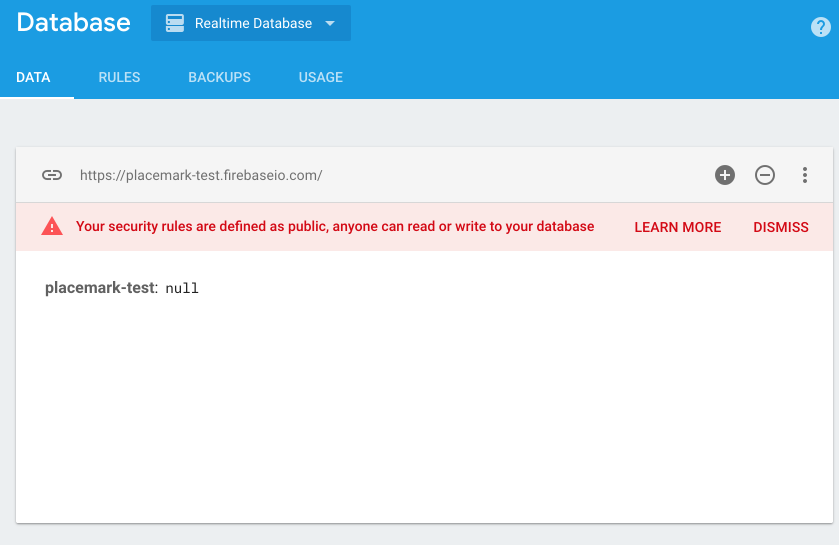 Database
Realtime Database
?
DATA RULES BACKUPS USAGE
https://placemark-test.firebaseio.com/
Your security rules are defined as public, anyone can read or write to your database LEARN MORE DISMISS
placemark-test: null